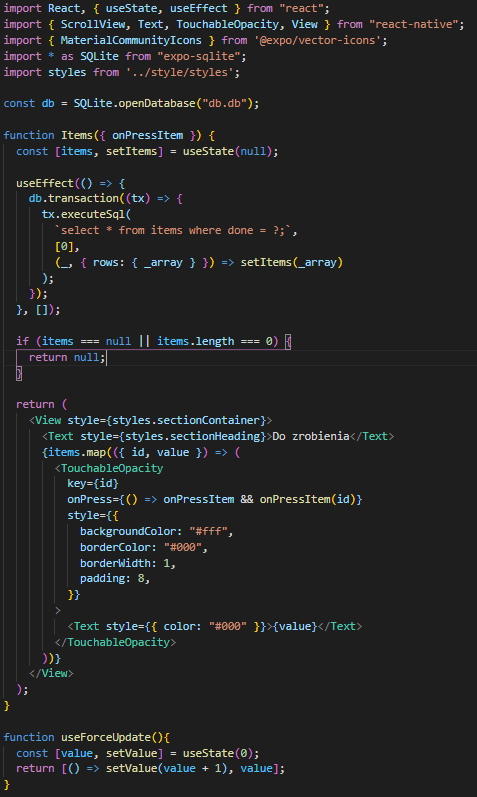 import React, { useState, useEffect } from "react";
import { ScrollView, Text, TouchableOpacity, View } from "react-native";
import { MaterialCommunityIcons } from '@expo/vector-icons';
import * as SQLite from "expo-sqlite";
import styles from '../style/styles';

const db = SQLite.openDatabase("db.db");

function Items({ onPressItem }) {
  const [items, setItems] = useState(null);

  useEffect(() => {
    db.transaction((tx) => {
      tx.executeSql(
        `select * from items where done = ?;`,
        [0],
        (_, { rows: { _array } }) => setItems(_array)
      );
    });
  }, []);

  if (items === null || items.length === 0) {
    return null;
  }

  return (
    <View style={styles.sectionContainer}>
      <Text style={styles.sectionHeading}>Do zrobienia</Text>
      {items.map(({ id, value }) => (
        <TouchableOpacity
          key={id}
          onPress={() => onPressItem && onPressItem(id)}
          style={{
            backgroundColor: "#fff",
            borderColor: "#000",
            borderWidth: 1,
            padding: 8,
          }}
        >
          <Text style={{ color: "#000" }}>{value}</Text>
        </TouchableOpacity>
      ))}
    </View>
  );
}

function useForceUpdate(){
  const [value, setValue] = useState(0);
  return [() => setValue(value + 1), value];
}